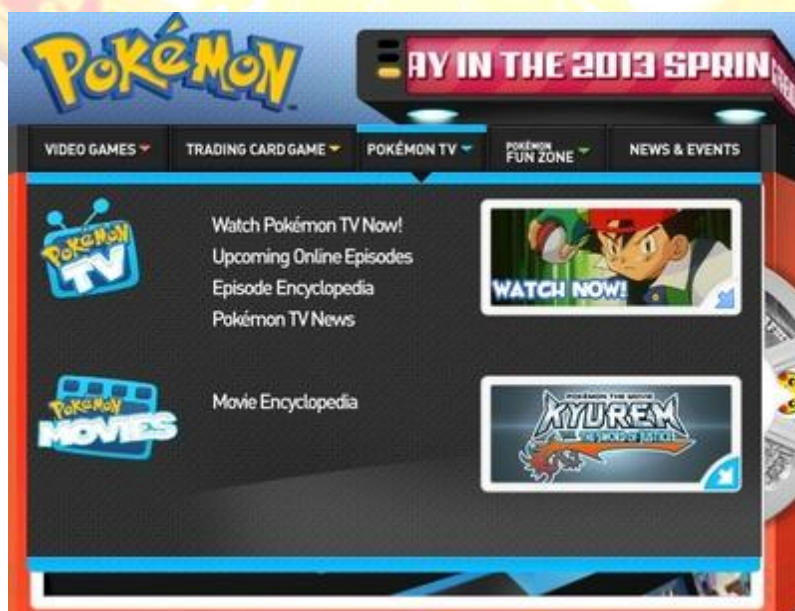 POKéMON
AY IN THE 2013 SPRIN
VIDEO GAMES
TRADING CARD GAME
POKÉMON TV
POKÉMON
FUN ZONE
NEWS & EVENTS
POKéMON
TV
Watch Pokémon TV Now!
Upcoming Online Episodes
Episode Encyclopedia
Pokémon TV News
WATCH NOW!
POKéMON
MOVIES
Movie Encyclopedia
POKÉMON THE MOVIE
KYUREM
VS. THE SWORD OF JUSTICE